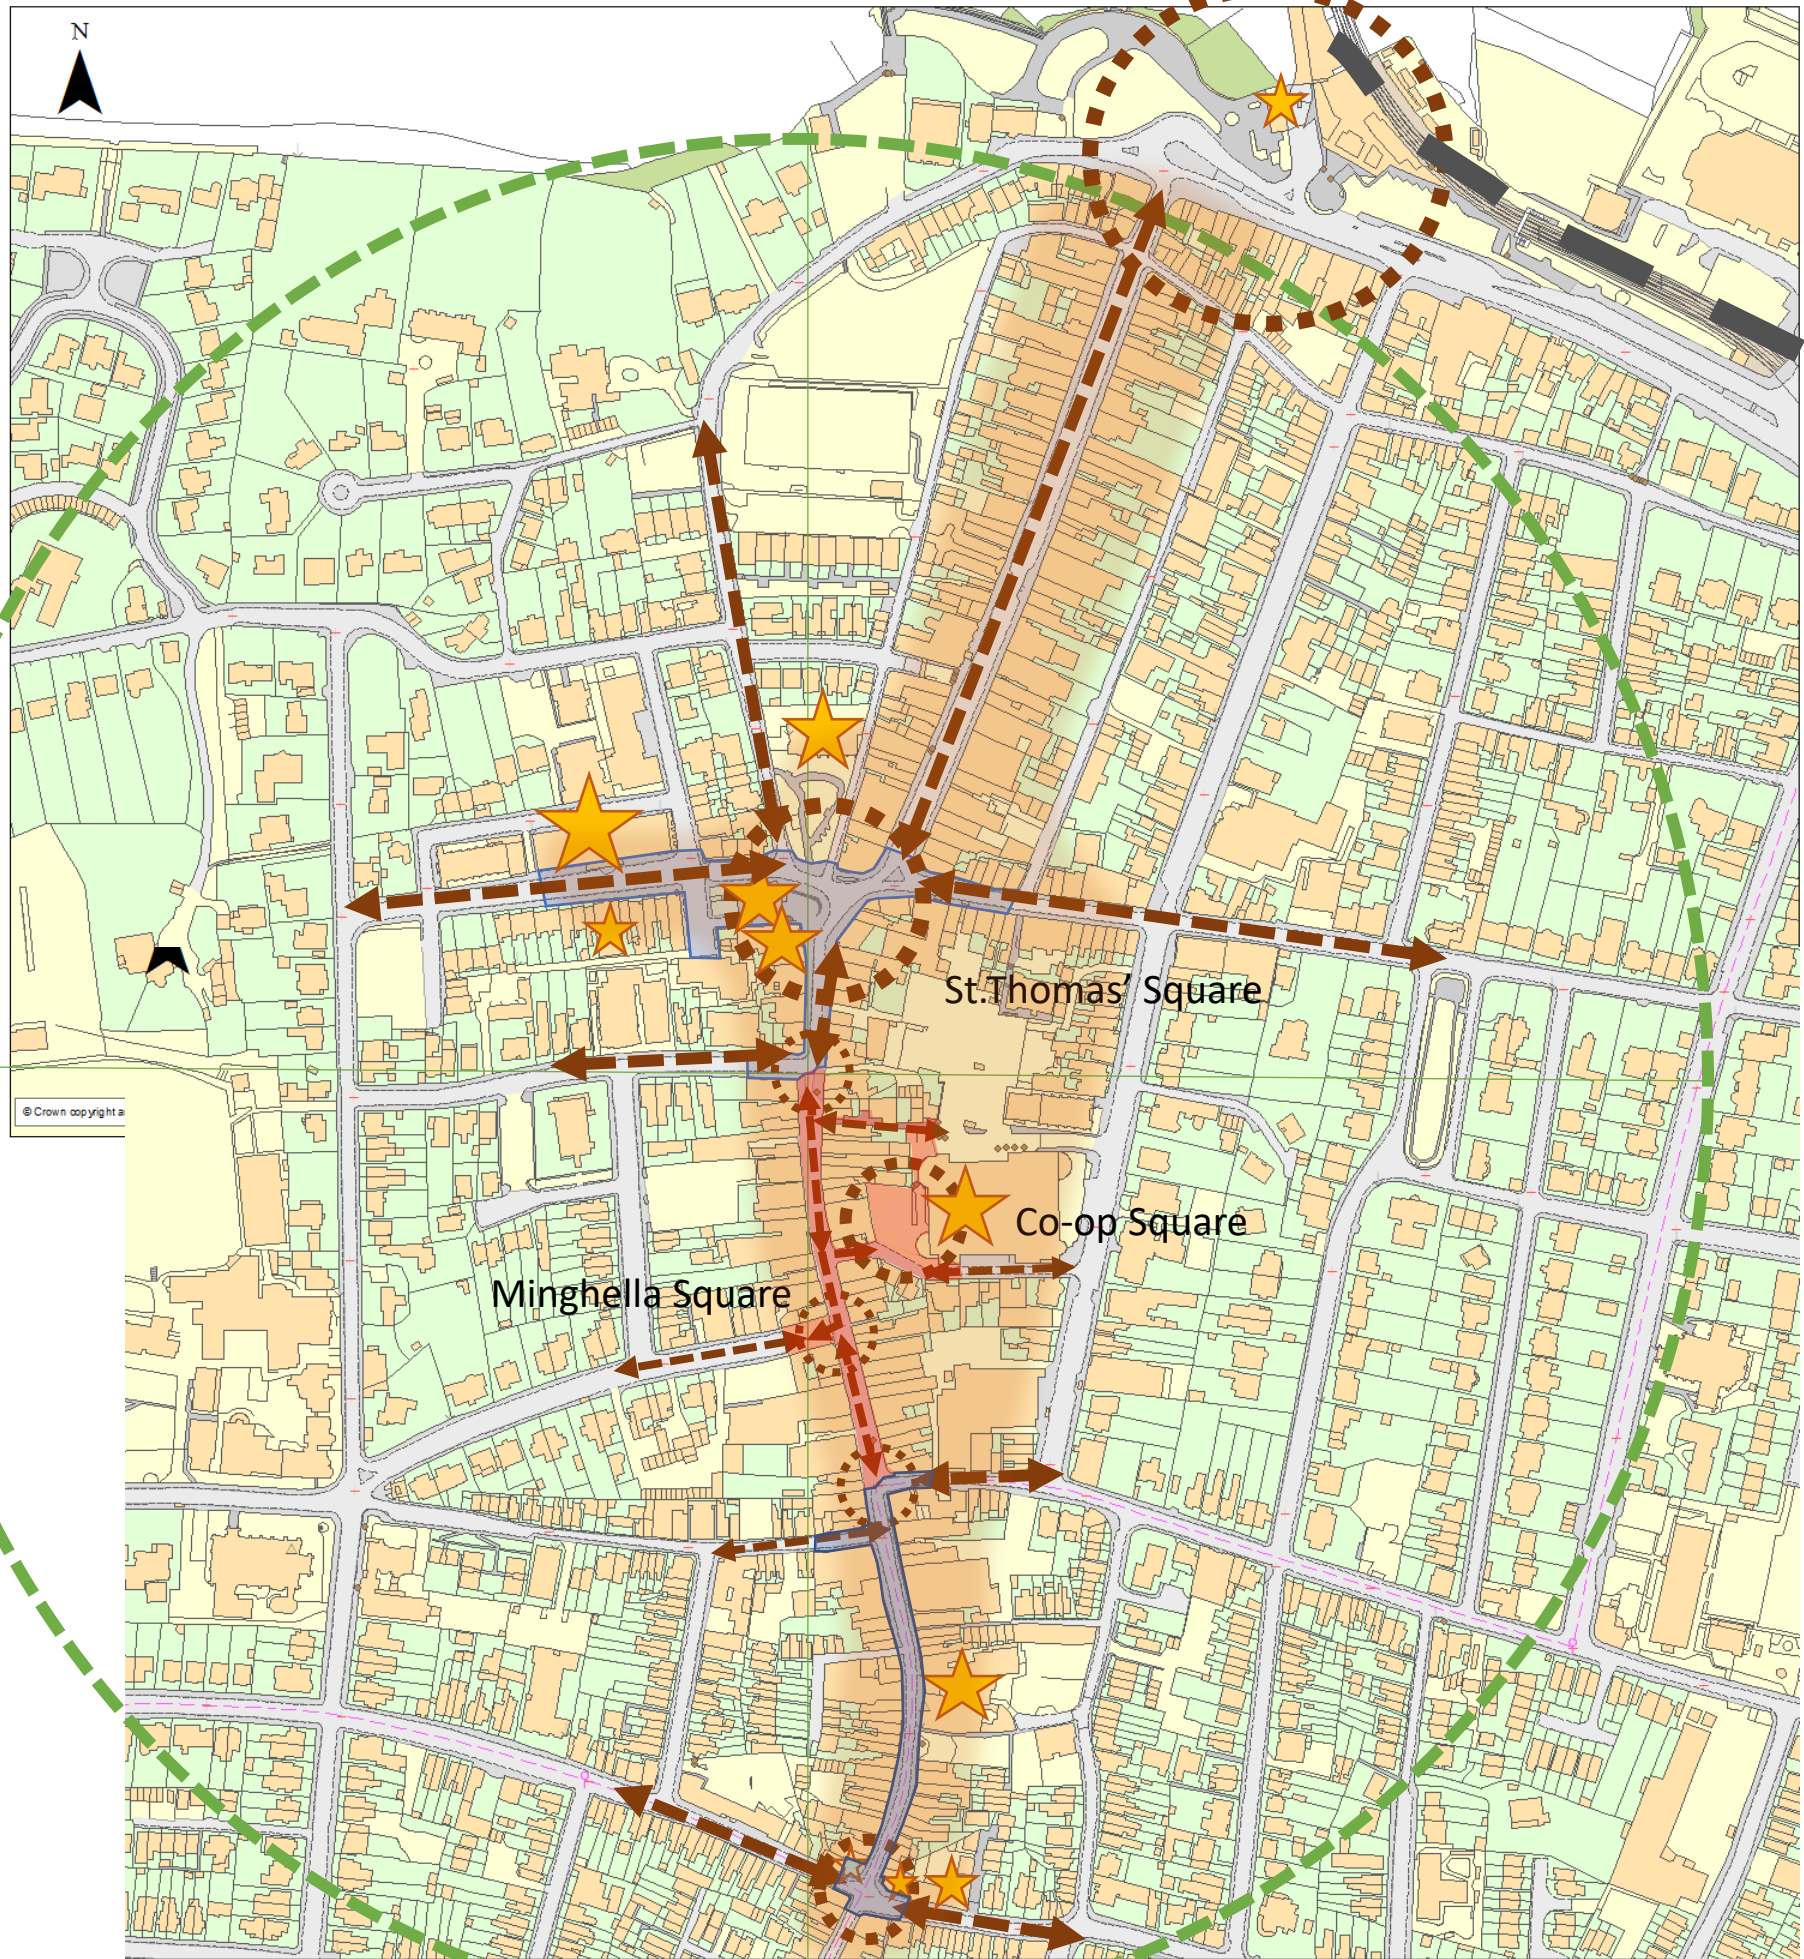 N
St.Thomas’ Square
© Crown copyright a
Co-op Square
Minghella Square